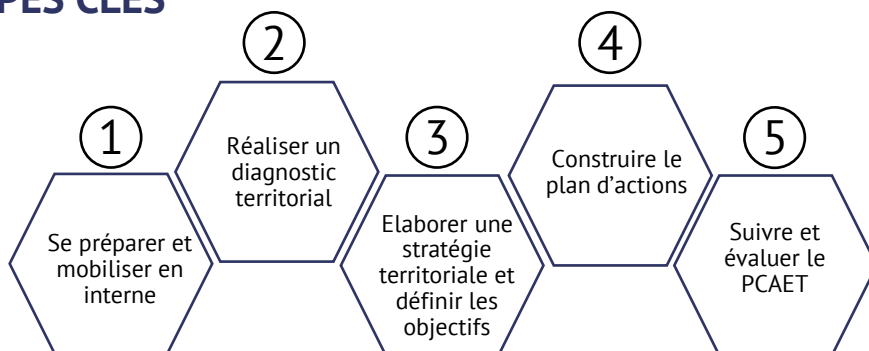 PES CLÉS
1
Se préparer et
mobiliser en
interne
2
Réaliser un
diagnostic
territorial
3
Elaborer une
stratégie
territoriale et
définir les
objectifs
4
Construire le
plan d’actions
5
Suivre et
évaluer le
PCAET